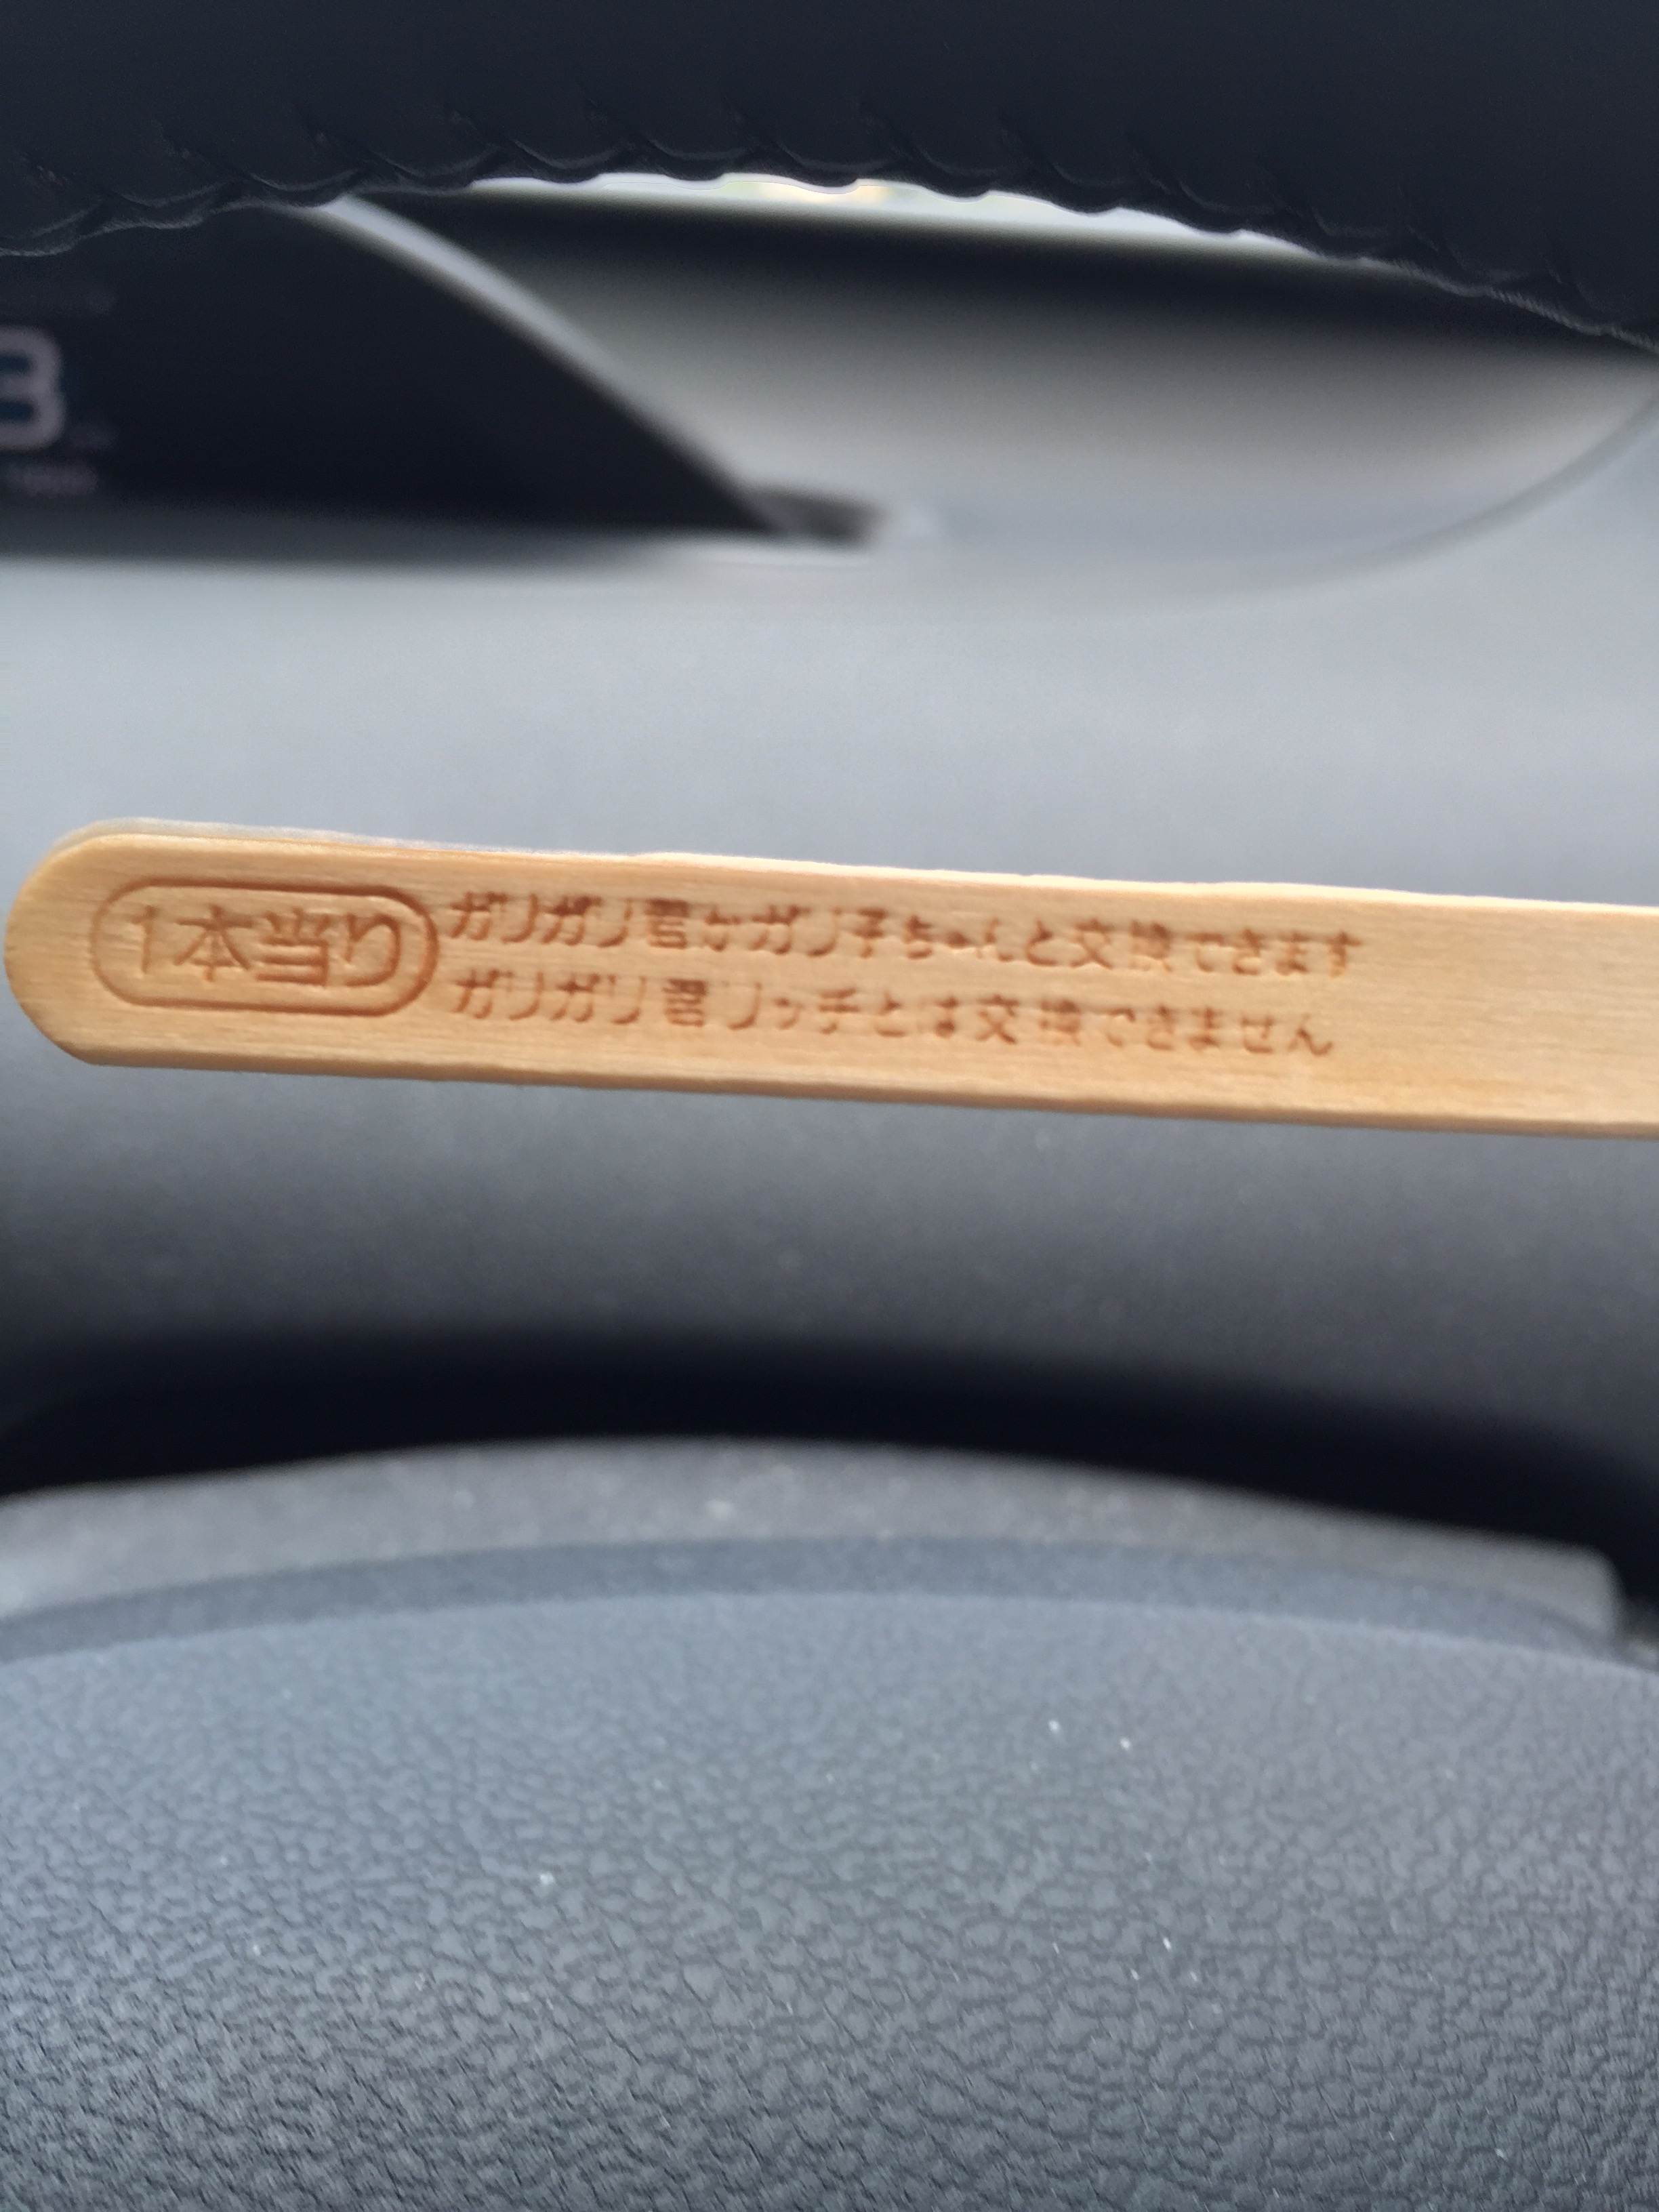 3
1本当り
ガリガリ君かガリ子ちゃんと交換できます
ガリガリ君リッチとは交換できません